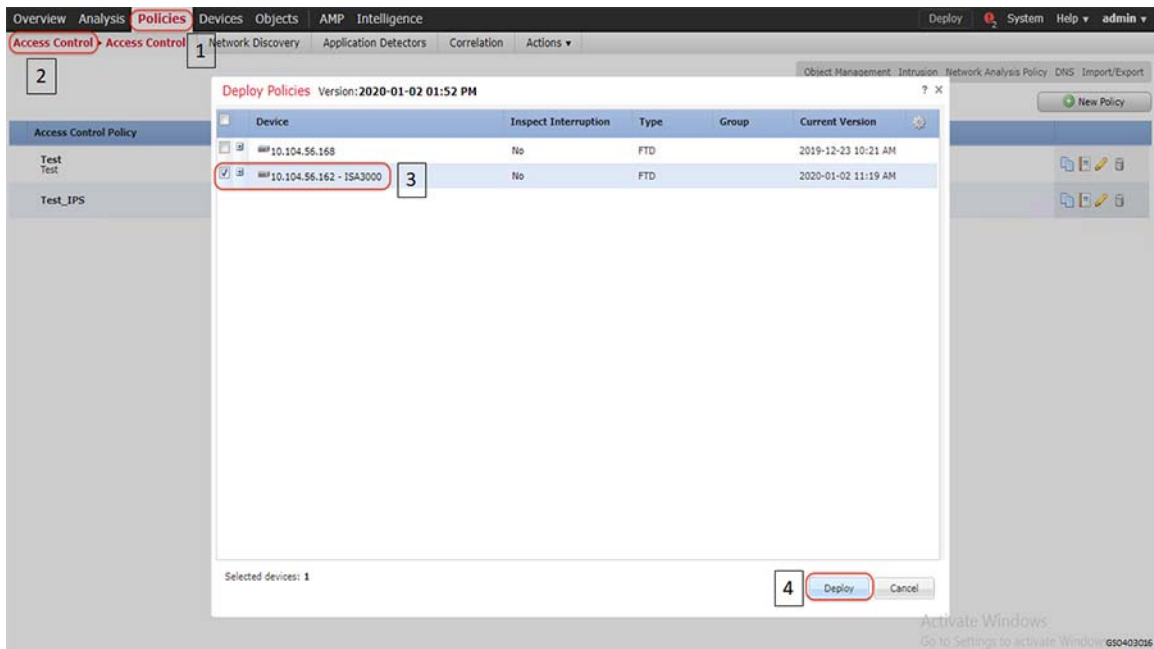 Overview Analysis Policies Devices Objects AMP Intelligence Deploy 2 System Help ▾ admin ▾
Access Control ▸ Access Control 1 Network Discovery Application Detectors Correlation Actions ▾
2
Object Management Intrusion Network Analysis Policy DNS Import/Export
Deploy Policies Version:2020-01-02 01:52 PM ? ×
New Policy
Access Control Policy
Device Inspect Interruption Type Group Current Version
10.104.56.168 No FTD 2019-12-23 10:21 AM
Test
Test
10.104.56.162 - ISA3000 3 No FTD 2020-01-02 11:19 AM
Test_IPS
Selected devices: 1
4 Deploy Cancel
Activate Windows
Go to Settings to activate Windows
GS0403016